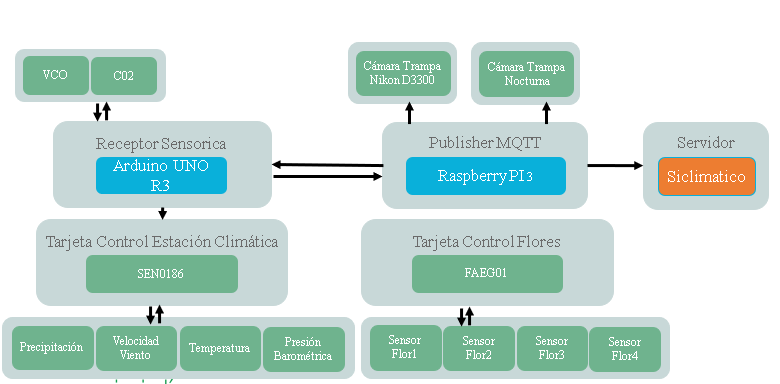 VCO
C02
Cámara Trampa
Nikon D3300
Cámara Trampa
Nocturna
Receptor Sensorica
Arduino UNO
R3
Publisher MQTT
Raspberry PI 3
Servidor
Siclimatico
Tarjeta Control Estación Climática
SEN0186
Tarjeta Control Flores
FAEG01
Precipitación
Velocidad
Viento
Temperatura
Presión
Barométrica
Sensor
Flor1
Sensor
Flor2
Sensor
Flor3
Sensor
Flor4